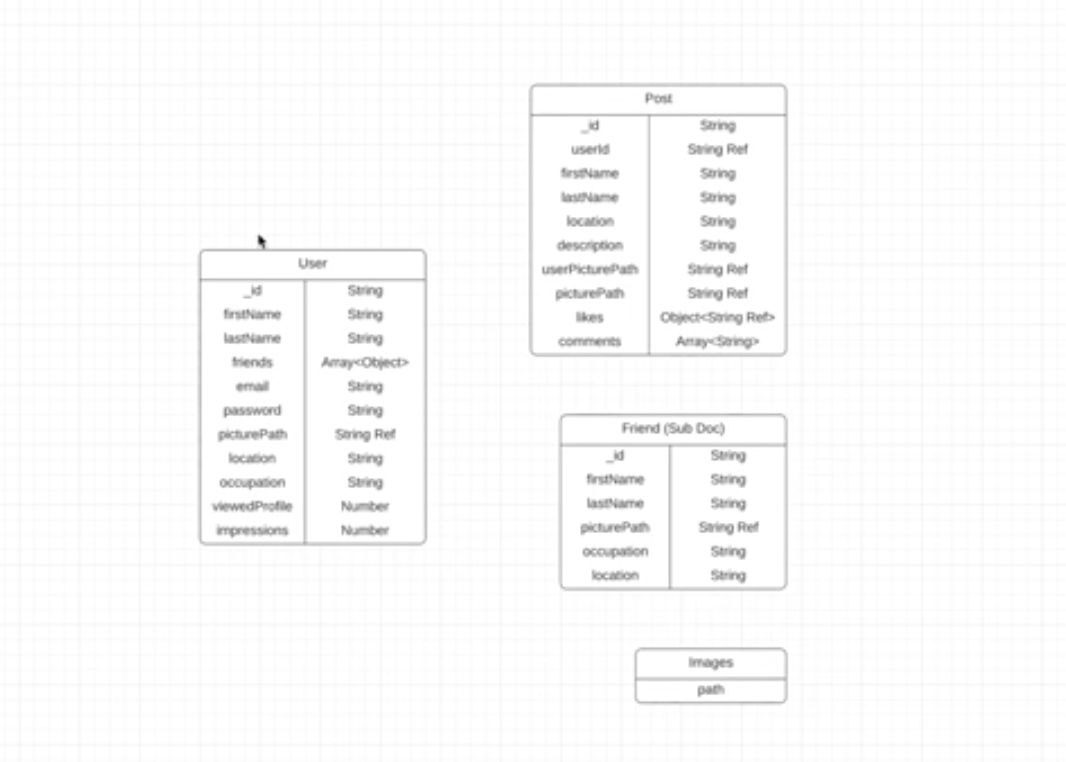 Post
_id String
userId String Ref
firstName String
lastName String
location String
description String
userPicturePath String Ref
picturePath String Ref
likes Object<String Ref>
comments Array<String>
User
_id String
firstName String
lastName String
friends Array<Object>
email String
password String
picturePath String Ref
location String
occupation String
viewedProfile Number
impressions Number
Friend (Sub Doc)
_id String
firstName String
lastName String
picturePath String Ref
occupation String
location String
Images
path